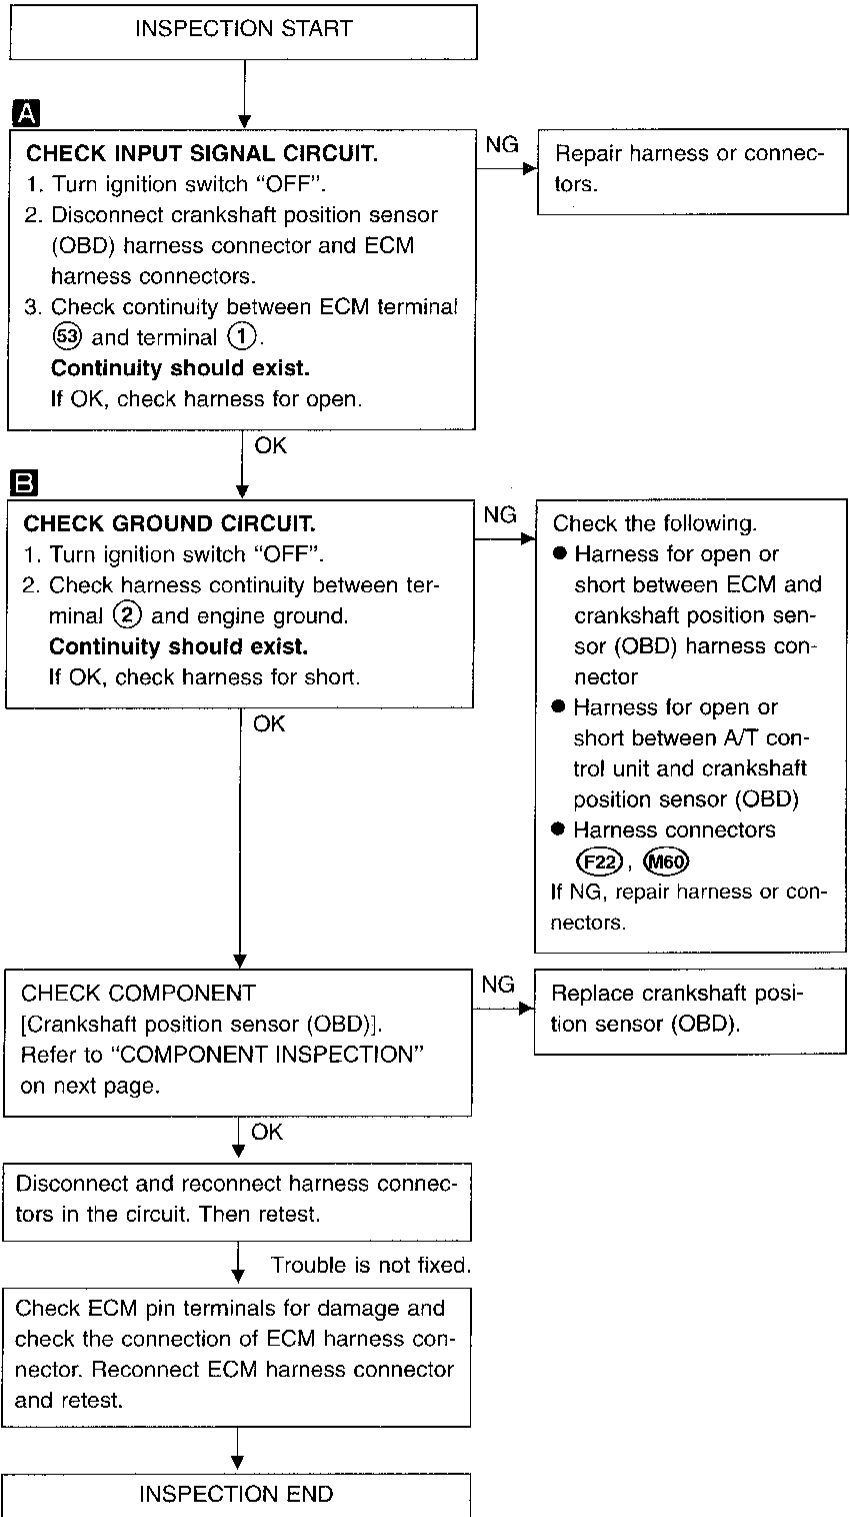 INSPECTION START
A
CHECK INPUT SIGNAL CIRCUIT.
1. Turn ignition switch “OFF”.
2. Disconnect crankshaft position sensor
(OBD) harness connector and ECM
harness connectors.
3. Check continuity between ECM terminal
53 and terminal 1.
Continuity should exist.
If OK, check harness for open.
NG
Repair harness or connec-
tors.
OK
B
CHECK GROUND CIRCUIT.
1. Turn ignition switch “OFF”.
2. Check harness continuity between ter-
minal 2 and engine ground.
Continuity should exist.
If OK, check harness for short.
NG
Check the following.
● Harness for open or
short between ECM and
crankshaft position sen-
sor (OBD) harness con-
nector
● Harness for open or
short between A/T con-
trol unit and crankshaft
position sensor (OBD)
● Harness connectors
F22, M60
If NG, repair harness or con-
nectors.
OK
CHECK COMPONENT
[Crankshaft position sensor (OBD)].
Refer to “COMPONENT INSPECTION”
on next page.
NG
Replace crankshaft posi-
tion sensor (OBD).
OK
Disconnect and reconnect harness connec-
tors in the circuit. Then retest.
Trouble is not fixed.
Check ECM pin terminals for damage and
check the connection of ECM harness con-
nector. Reconnect ECM harness connector
and retest.
INSPECTION END